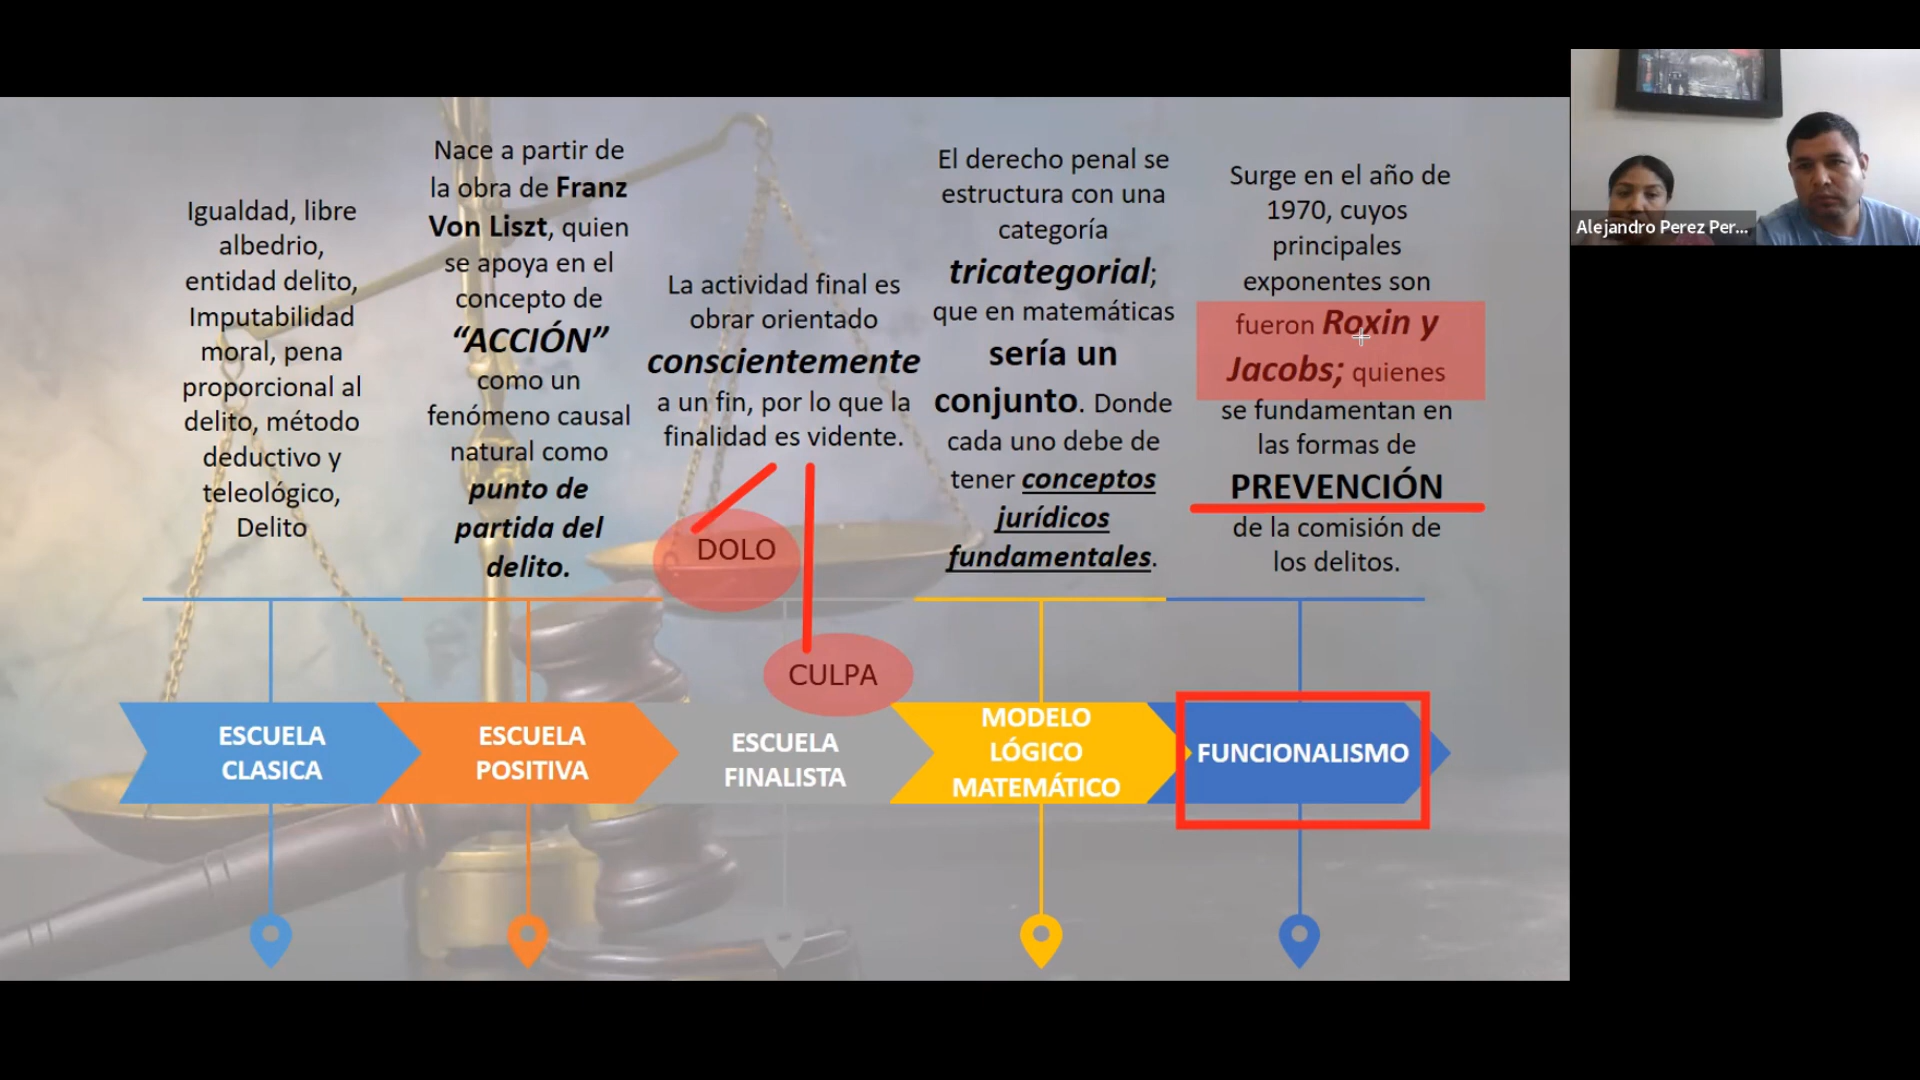 Igualdad, libre
albedrio,
entidad delito,
Imputabilidad
moral, pena
proporcional al
delito, método
deductivo y
teleológico,
Delito
Nace a partir de
la obra de Franz
Von Liszt, quien
se apoya en el
concepto de
“ACCIÓN”
como un
fenómeno causal
natural como
punto de
partida del
delito.
La actividad final es
obrar orientado
conscientemente
a un fin, por lo que la
finalidad es vidente.
DOLO
CULPA
El derecho penal se
estructura con una
categoría
tricategorial;
que en matemáticas
sería un
conjunto. Donde
cada uno debe de
tener conceptos
jurídicos
fundamentales.
Surge en el año de
1970, cuyos
principales
exponentes son
fueron Roxin y
Jacobs; quienes
se fundamentan en
las formas de
PREVENCIÓN
de la comisión de
los delitos.
ESCUELA
CLASICA
ESCUELA
POSITIVA
ESCUELA
FINALISTA
MODELO
LÓGICO
MATEMÁTICO
FUNCIONALISMO
Alejandro Perez Per...